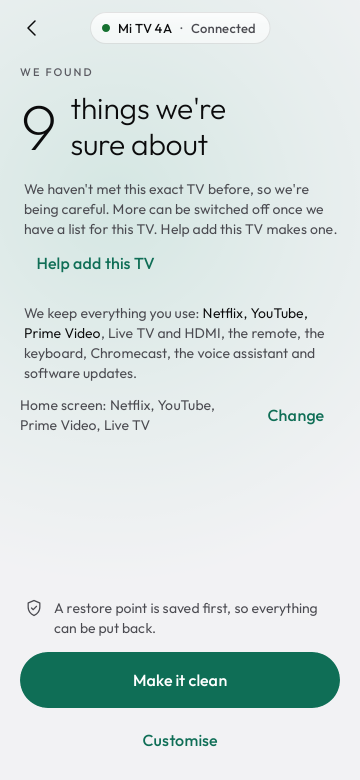 Mi TV 4A · Connected
WE FOUND
9 things we're
sure about
We haven't met this exact TV before, so we're
being careful. More can be switched off once we
have a list for this TV. Help add this TV makes one.
Help add this TV
We keep everything you use: Netflix, YouTube,
Prime Video, Live TV and HDMI, the remote, the
keyboard, Chromecast, the voice assistant and
software updates.
Home screen: Netflix, YouTube,
Prime Video, Live TV
Change
A restore point is saved first, so everything
can be put back.
Make it clean
Customise